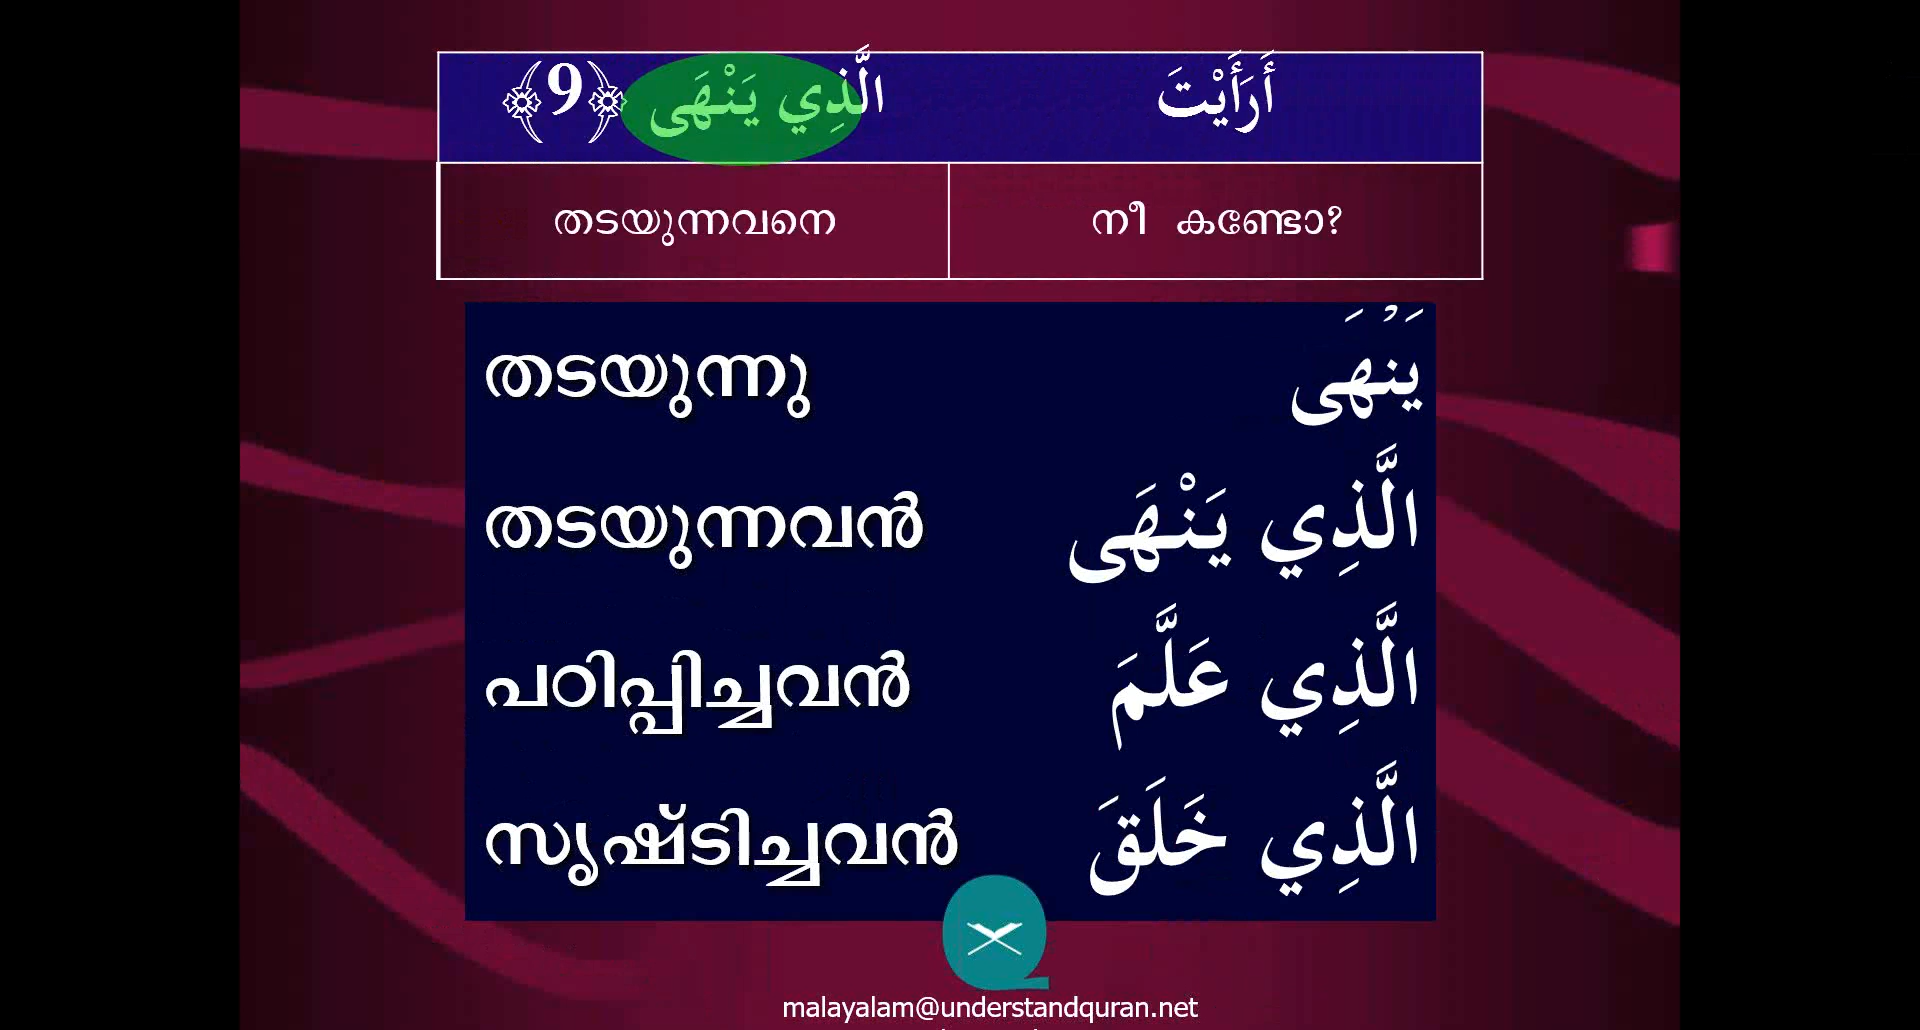 أَرَأَيْتَ الَّذِي يَنْهَى ﴿9﴾
നീ കണ്ടോ? തടയുന്നവനെ
يَنْهَى തടയുന്നു
الَّذِي يَنْهَى തടയുന്നവൻ
الَّذِي عَلَّمَ പഠിപ്പിച്ചവൻ
الَّذِي خَلَقَ സൃഷ്ടിച്ചവൻ
malayalam@understandquran.net